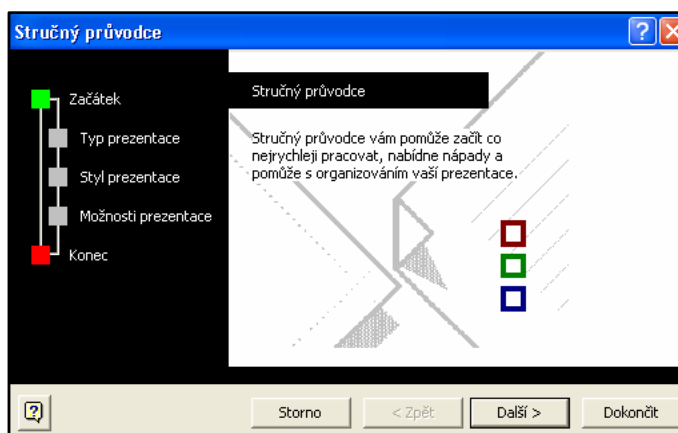 Stručný průvodce
Začátek
Typ prezentace
Styl prezentace
Možnosti prezentace
Konec
Stručný průvodce
Stručný průvodce vám pomůže začít co
nejrychleji pracovat, nabídne nápady a
pomůže s organizováním vaší prezentace.
Storno
< Zpět
Další >
Dokončit